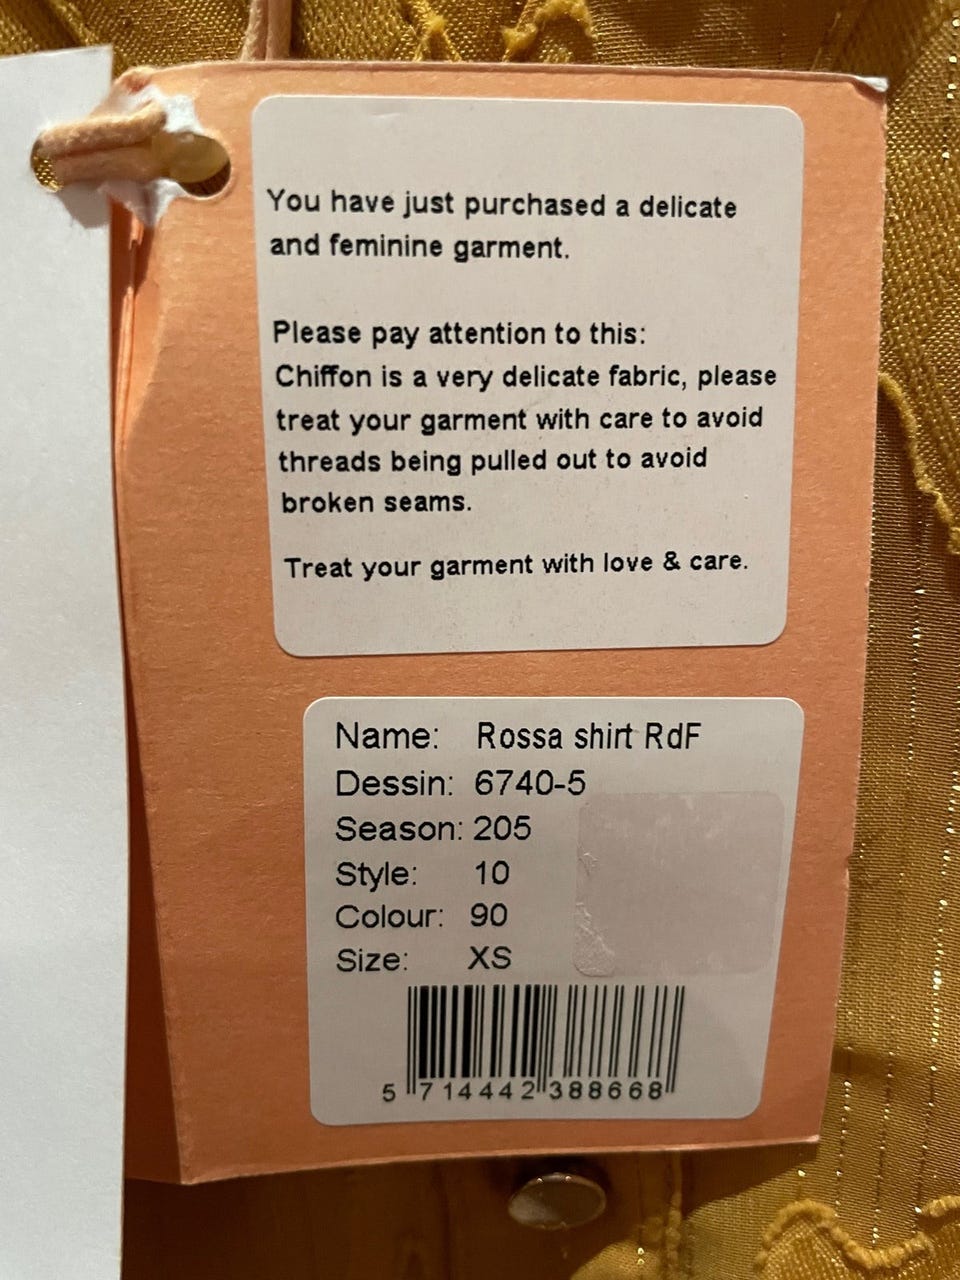 You have just purchased a delicate
and feminine garment.
Please pay attention to this:
Chiffon is a very delicate fabric, please
treat your garment with care to avoid
threads being pulled out to avoid
broken seams.
Treat your garment with love & care.
Name: Rossa shirt RdF
Dessin: 6740-5
Season: 205
Style: 10
Colour: 90
Size: XS
5 714442 388668